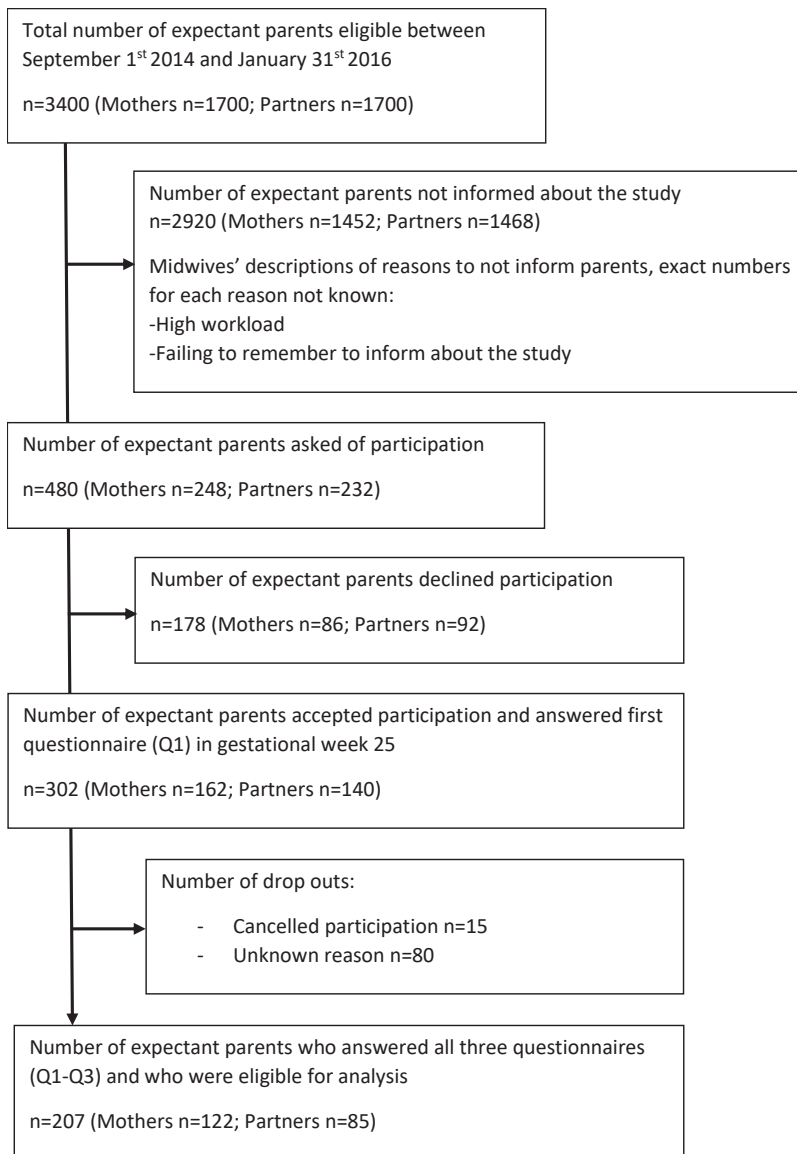 Total number of expectant parents eligible between
September 1st 2014 and January 31st 2016
n=3400 (Mothers n=1700; Partners n=1700)
Number of expectant parents not informed about the study
n=2920 (Mothers n=1452; Partners n=1468)
Midwives’ descriptions of reasons to not inform parents, exact numbers
for each reason not known:
-High workload
-Failing to remember to inform about the study
Number of expectant parents asked of participation
n=480 (Mothers n=248; Partners n=232)
Number of expectant parents declined participation
n=178 (Mothers n=86; Partners n=92)
Number of expectant parents accepted participation and answered first
questionnaire (Q1) in gestational week 25
n=302 (Mothers n=162; Partners n=140)
Number of drop outs:
- Cancelled participation n=15
- Unknown reason n=80
Number of expectant parents who answered all three questionnaires
(Q1-Q3) and who were eligible for analysis
n=207 (Mothers n=122; Partners n=85)